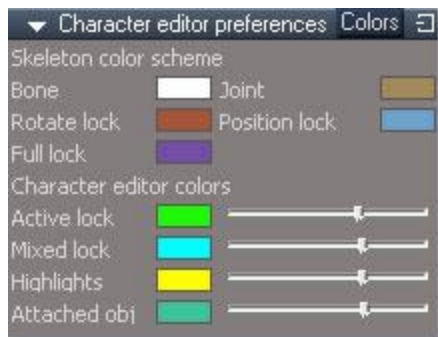 Character editor preferences Colors
Skeleton color scheme
Bone Joint
Rotate lock Position lock
Full lock
Character editor colors
Active lock
Mixed lock
Highlights
Attached obj